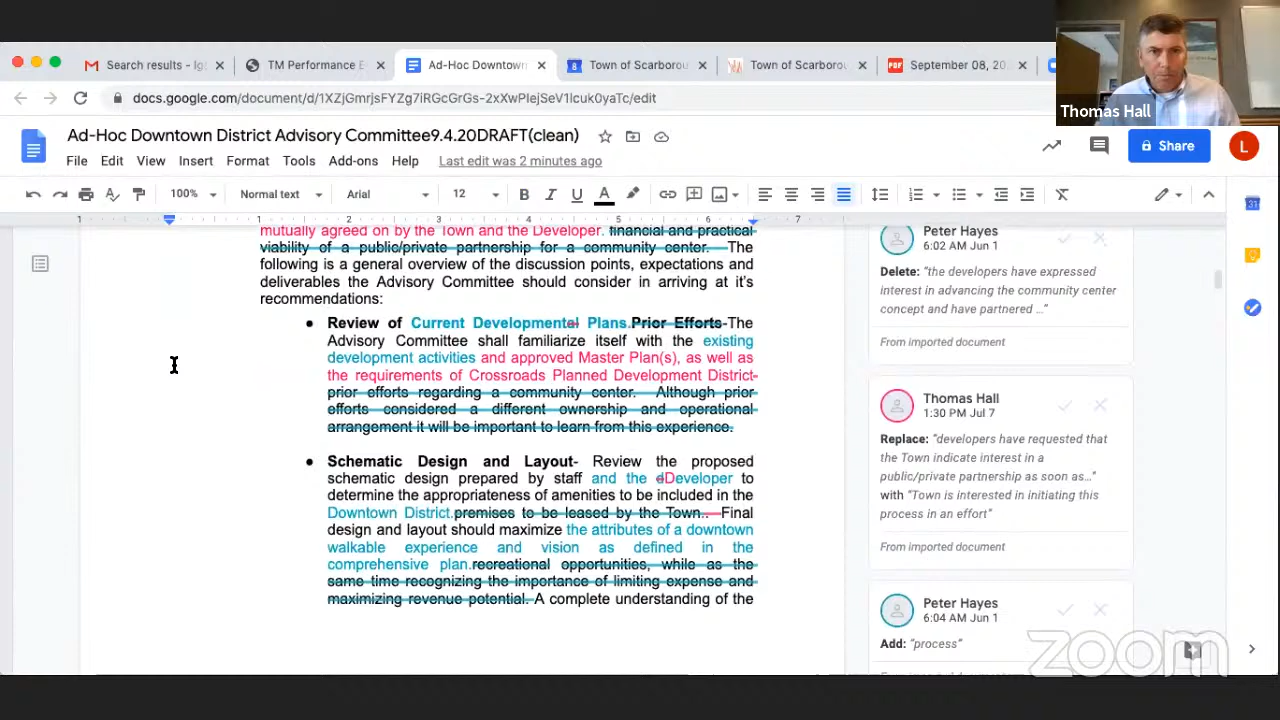 Search results - lg
TM Performance E
Ad-Hoc Downtown
Town of Scarborou
Town of Scarborou
September 08, 20
docs.google.com/document/d/1XZjGmrjsFYZg7iRGcGrGs-2xXwPIejSeV1lcuk0yaTc/edit
Thomas Hall
Ad-Hoc Downtown District Advisory Committee9.4.20DRAFT(clean)
File Edit View Insert Format Tools Add-ons Help Last edit was 2 minutes ago
Share
L
100% Normal text Arial 12 B I U A
1 1 2 3 4 5 6 7
mutually agreed on by the Town and the Developer. financial and practical
viability of a public/private partnership for a community center. The
following is a general overview of the discussion points, expectations and
deliverables the Advisory Committee should consider in arriving at it's
recommendations:
● Review of Current Developmental Plans.Prior Efforts-The
Advisory Committee shall familiarize itself with the existing
development activities and approved Master Plan(s), as well as
the requirements of Crossroads Planned Development District-
prior efforts regarding a community center. Although prior
efforts considered a different ownership and operational
arrangement it will be important to learn from this experience.
● Schematic Design and Layout- Review the proposed
schematic design prepared by staff and the dDeveloper to
determine the appropriateness of amenities to be included in the
Downtown District.premises to be leased by the Town.. Final
design and layout should maximize the attributes of a downtown
walkable experience and vision as defined in the
comprehensive plan.recreational opportunities, while as the
same time recognizing the importance of limiting expense and
maximizing revenue potential. A complete understanding of the
Peter Hayes
6:02 AM Jun 1
Delete: "the developers have expressed
interest in advancing the community center
concept and have partnered ..."
From imported document
Thomas Hall
1:30 PM Jul 7
Replace: "developers have requested that
the Town indicate interest in a
public/private partnership as soon as..."
with "Town is interested in initiating this
process in an effort"
From imported document
Peter Hayes
6:04 AM Jun 1
Add: "process"
zoom